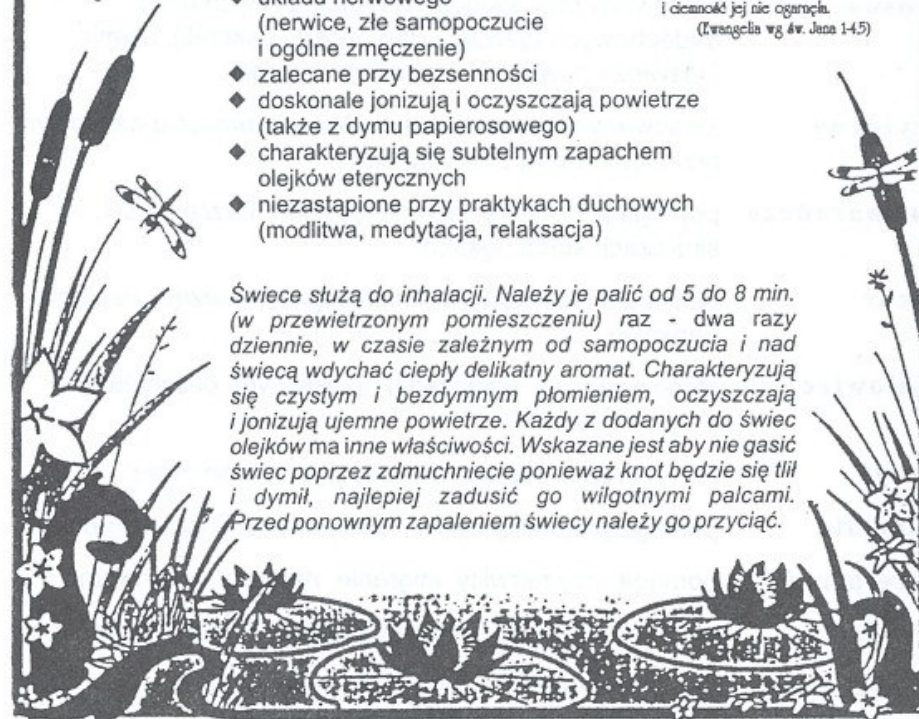 układu nerwowego
(nerwice, złe samopoczucie
i ogólne zmęczenie)
◆ zalecane przy bezsenności
◆ doskonale jonizują i oczyszczają powietrze
(także z dymu papierosowego)
◆ charakteryzują się subtelnym zapachem
olejków eterycznych
◆ niezastąpione przy praktykach duchowych
(modlitwa, medytacja, relaksacja)
i ciemność jej nie ogarnęła.
(Ewangelia wg św. Jana 14,5)
Świece służą do inhalacji. Należy je palić od 5 do 8 min.
(w przewietrzonym pomieszczeniu) raz - dwa razy
dziennie, w czasie zależnym od samopoczucia i nad
świecą wdychać ciepły delikatny aromat. Charakteryzują
się czystym i bezdymnym płomieniem, oczyszczają
i jonizują ujemne powietrze. Każdy z dodanych do świec
olejków ma inne właściwości. Wskazane jest aby nie gasić
świec poprzez zdmuchniecie ponieważ knot będzie się tlił
i dymił, najlepiej zadusić go wilgotnymi palcami.
Przed ponownym zapaleniem świecy należy go przyciąć.